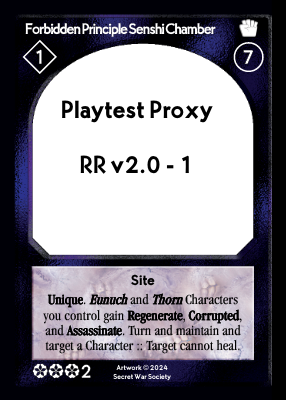 Forbidden Principle Senshi Chamber
1
7
Playtest Proxy
RR v2.0 - 1
Site
Unique. Eunuch and Thorn Characters
you control gain Regenerate, Corrupted,
and Assassinate. Turn and maintain and
target a Character :: Target cannot heal.
2
Artwork © 2024
Secret War Society